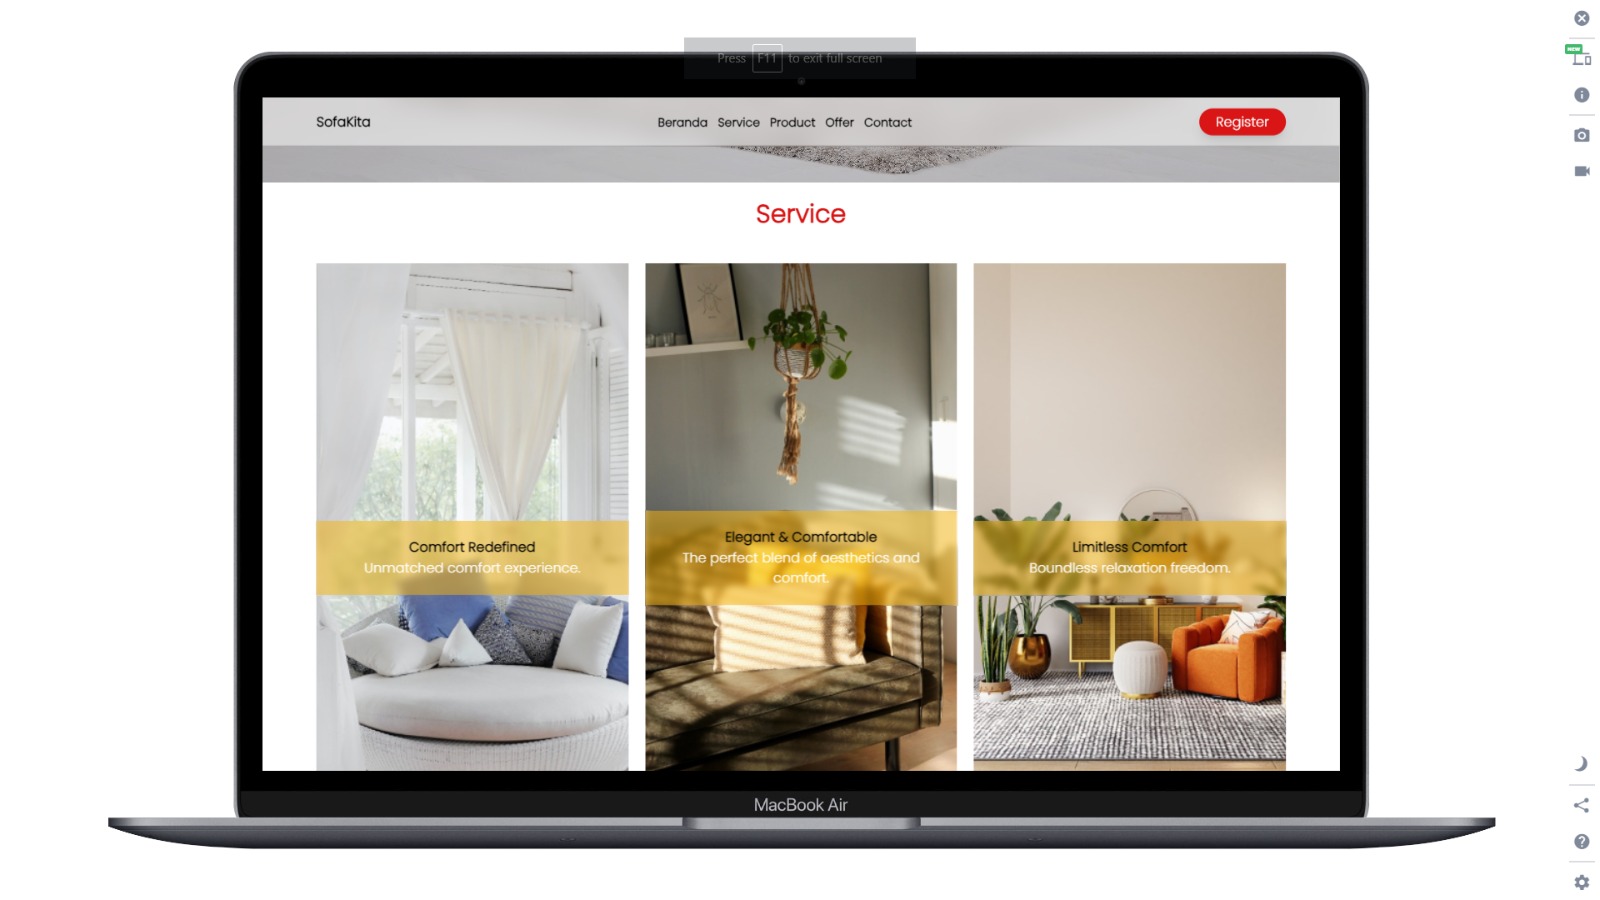 Press F11 to exit full screen
NEW
SofaKita
Beranda Service Product Offer Contact
Register
Service
Comfort Redefined
Unmatched comfort experience.
Elegant & Comfortable
The perfect blend of aesthetics and
comfort.
Limitless Comfort
Boundless relaxation freedom.
MacBook Air